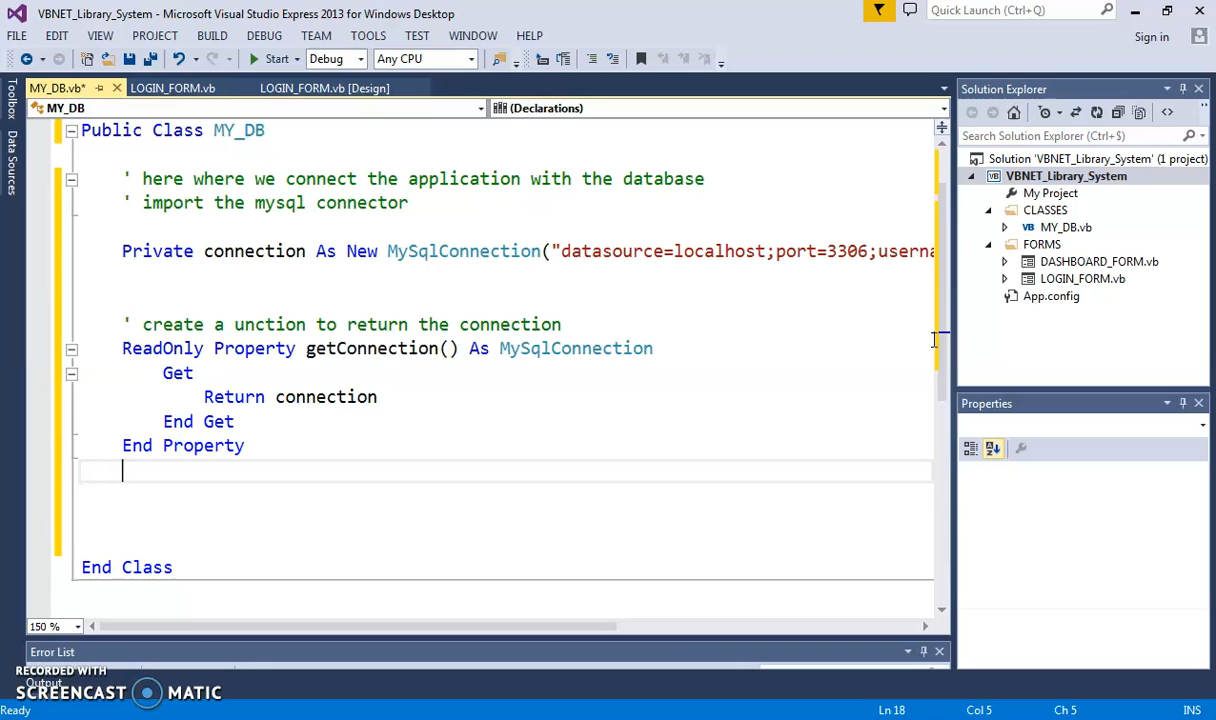 VBNET_Library_System - Microsoft Visual Studio Express 2013 for Windows Desktop
Quick Launch (Ctrl+Q)
FILE EDIT VIEW PROJECT BUILD DEBUG TEAM TOOLS TEST WINDOW HELP
Sign in
Start Debug Any CPU
Toolbox
Data Sources
MY_DB.vb* LOGIN_FORM.vb LOGIN_FORM.vb [Design]
MY_DB (Declarations)
Public Class MY_DB
' here where we connect the application with the database
' import the mysql connector
Private connection As New MySqlConnection("datasource=localhost;port=3306;userna
' create a unction to return the connection
ReadOnly Property getConnection() As MySqlConnection
Get
Return connection
End Get
End Property
End Class
150 %
Error List
Output
RECORDED WITH
SCREENCAST MATIC
Ready
Ln 18 Col 5 Ch 5 INS
Solution Explorer
Search Solution Explorer (Ctrl+$)
Solution 'VBNET_Library_System' (1 project)
VB VBNET_Library_System
My Project
CLASSES
VB MY_DB.vb
FORMS
DASHBOARD_FORM.vb
LOGIN_FORM.vb
App.config
Properties